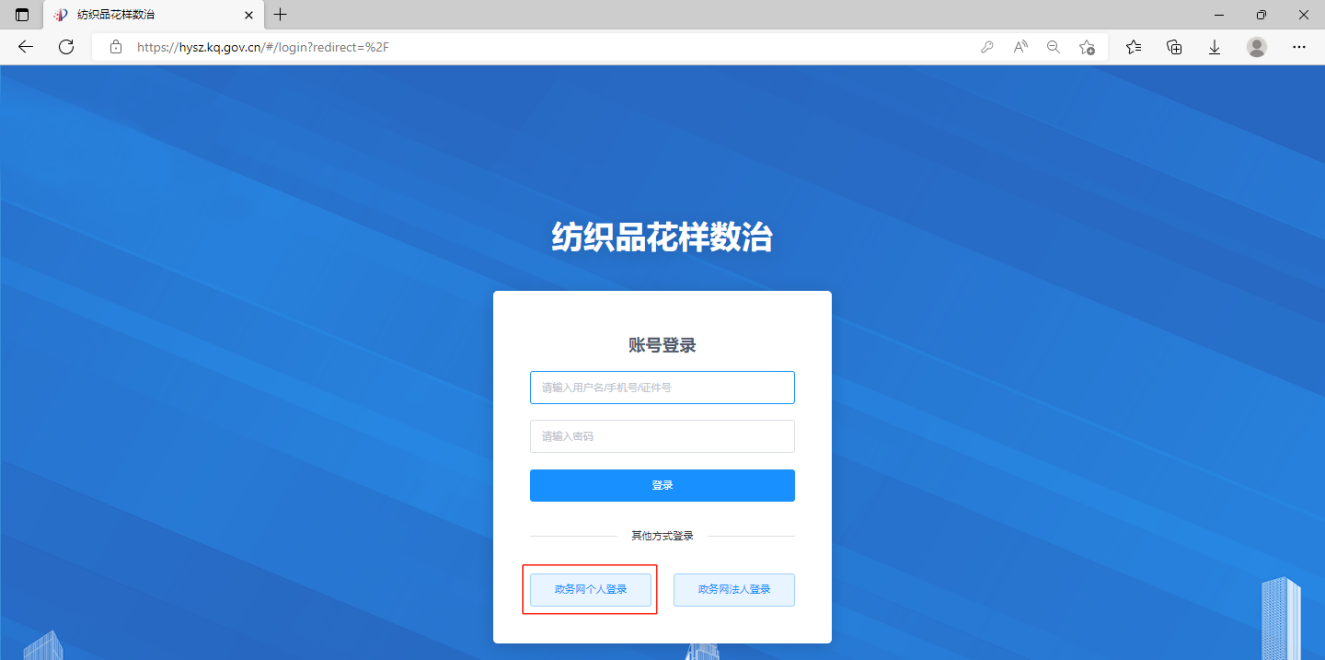 纺织品花样数治
https://hysz.kq.gov.cn/#/login?redirect=%2F
纺织品花样数治
账号登录
请输入用户名/手机号/证件号
请输入密码
登录
其他方式登录
政务网个人登录
政务网法人登录